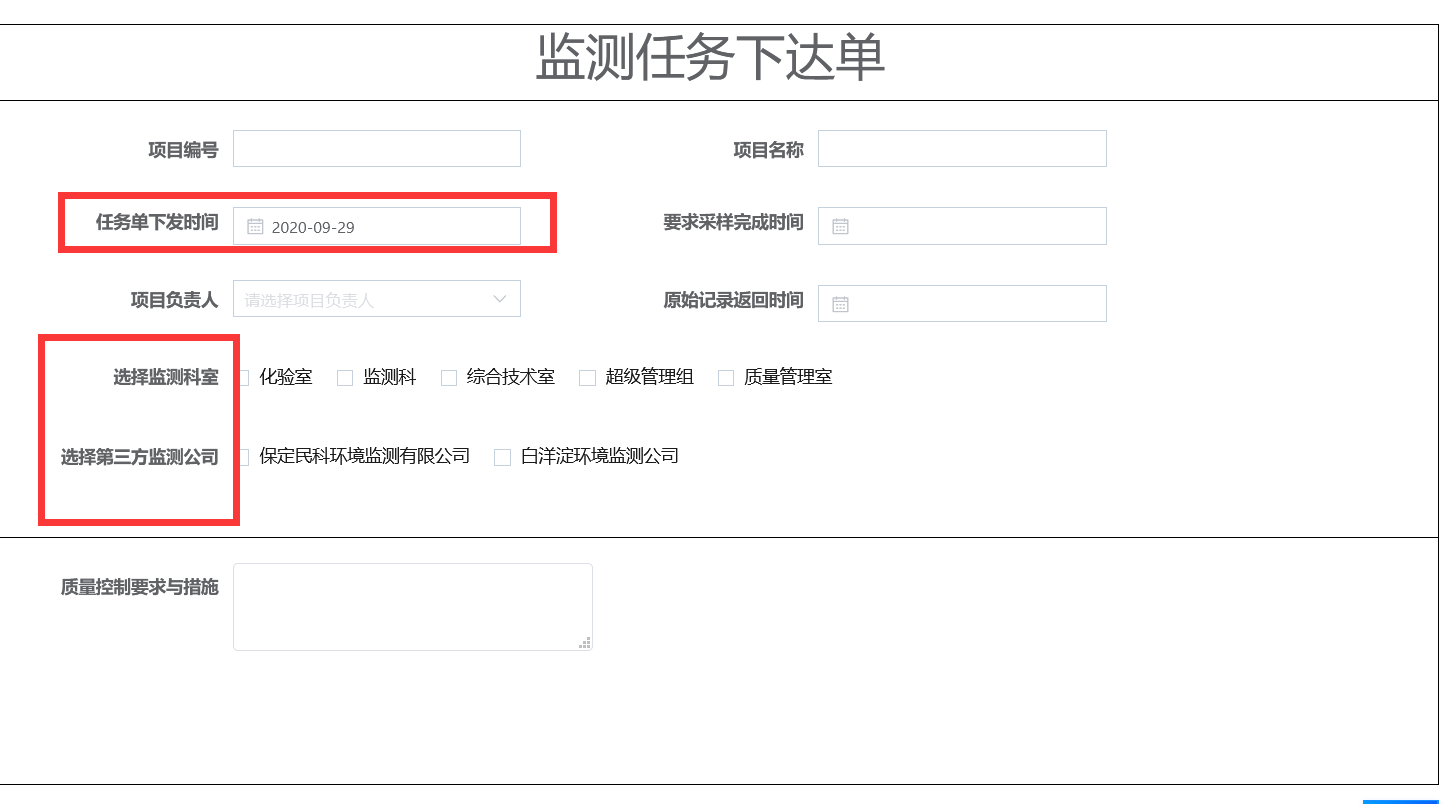 监测任务下达单
项目编号 项目名称
任务单下发时间 2020-09-29 要求采样完成时间
项目负责人 请选择项目负责人 原始记录返回时间
选择监测科室 化验室 监测科 综合技术室 超级管理组 质量管理室
选择第三方监测公司 保定民科环境监测有限公司 白洋淀环境监测公司
质量控制要求与措施